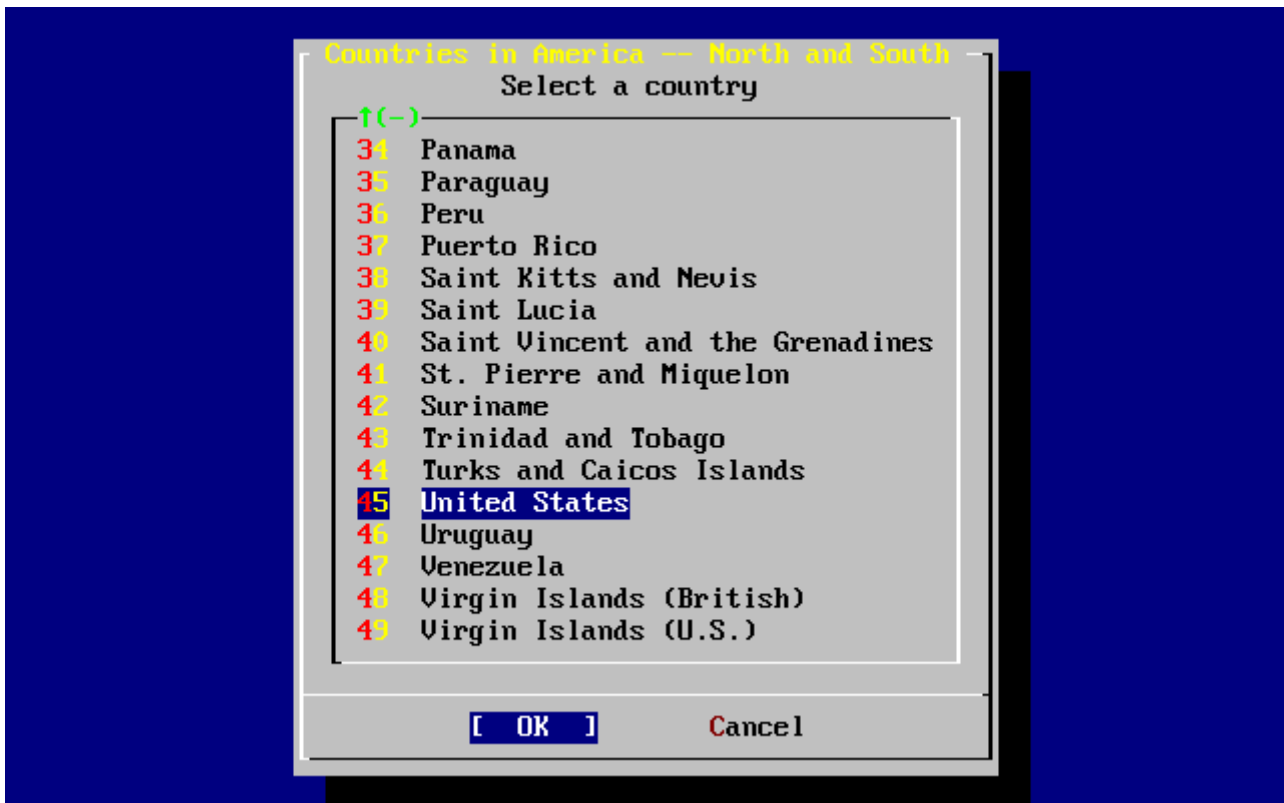 Countries in America -- North and South
Select a country
↑(-)
34 Panama
35 Paraguay
36 Peru
37 Puerto Rico
38 Saint Kitts and Nevis
39 Saint Lucia
40 Saint Vincent and the Grenadines
41 St. Pierre and Miquelon
42 Suriname
43 Trinidad and Tobago
44 Turks and Caicos Islands
45 United States
46 Uruguay
47 Venezuela
48 Virgin Islands (British)
49 Virgin Islands (U.S.)
[ OK ] Cancel